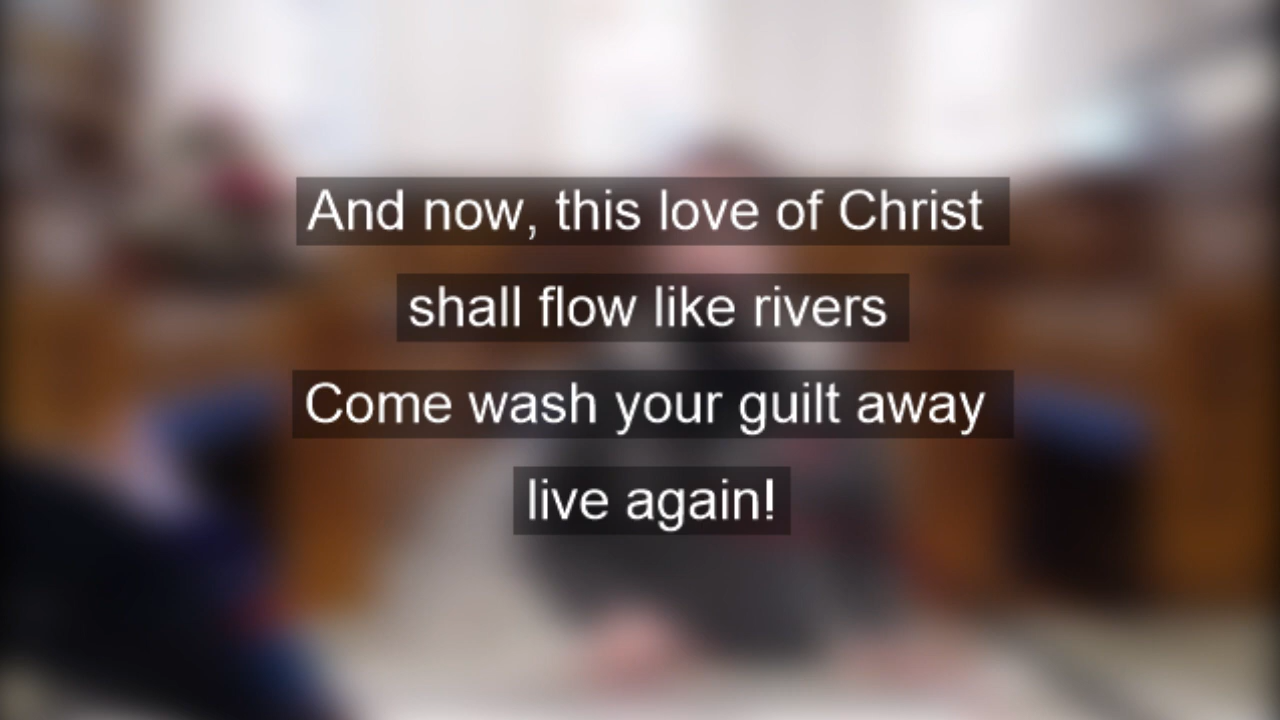 And now, this love of Christ
shall flow like rivers
Come wash your guilt away
live again!